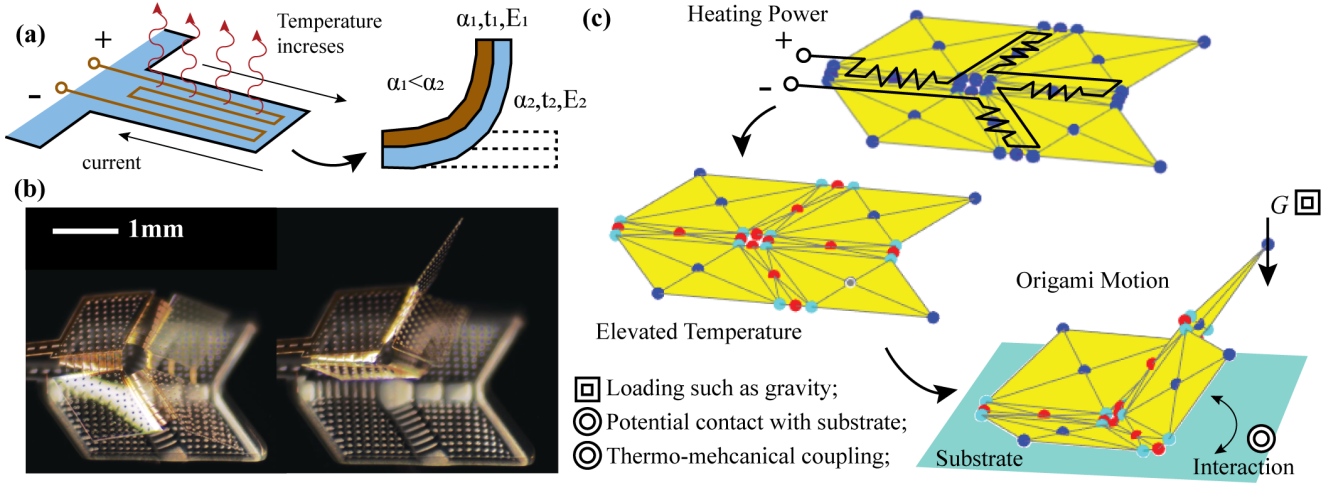 (a)
+
-
Temperature
increses
current
α₁<α₂
α₁,t₁,E₁
α₂,t₂,E₂
(b)
1mm
(c)
Heating Power
+
-
Elevated Temperature
G
Origami Motion
Loading such as gravity;
Potential contact with substrate;
Thermo-mehcanical coupling;
Substrate
Interaction